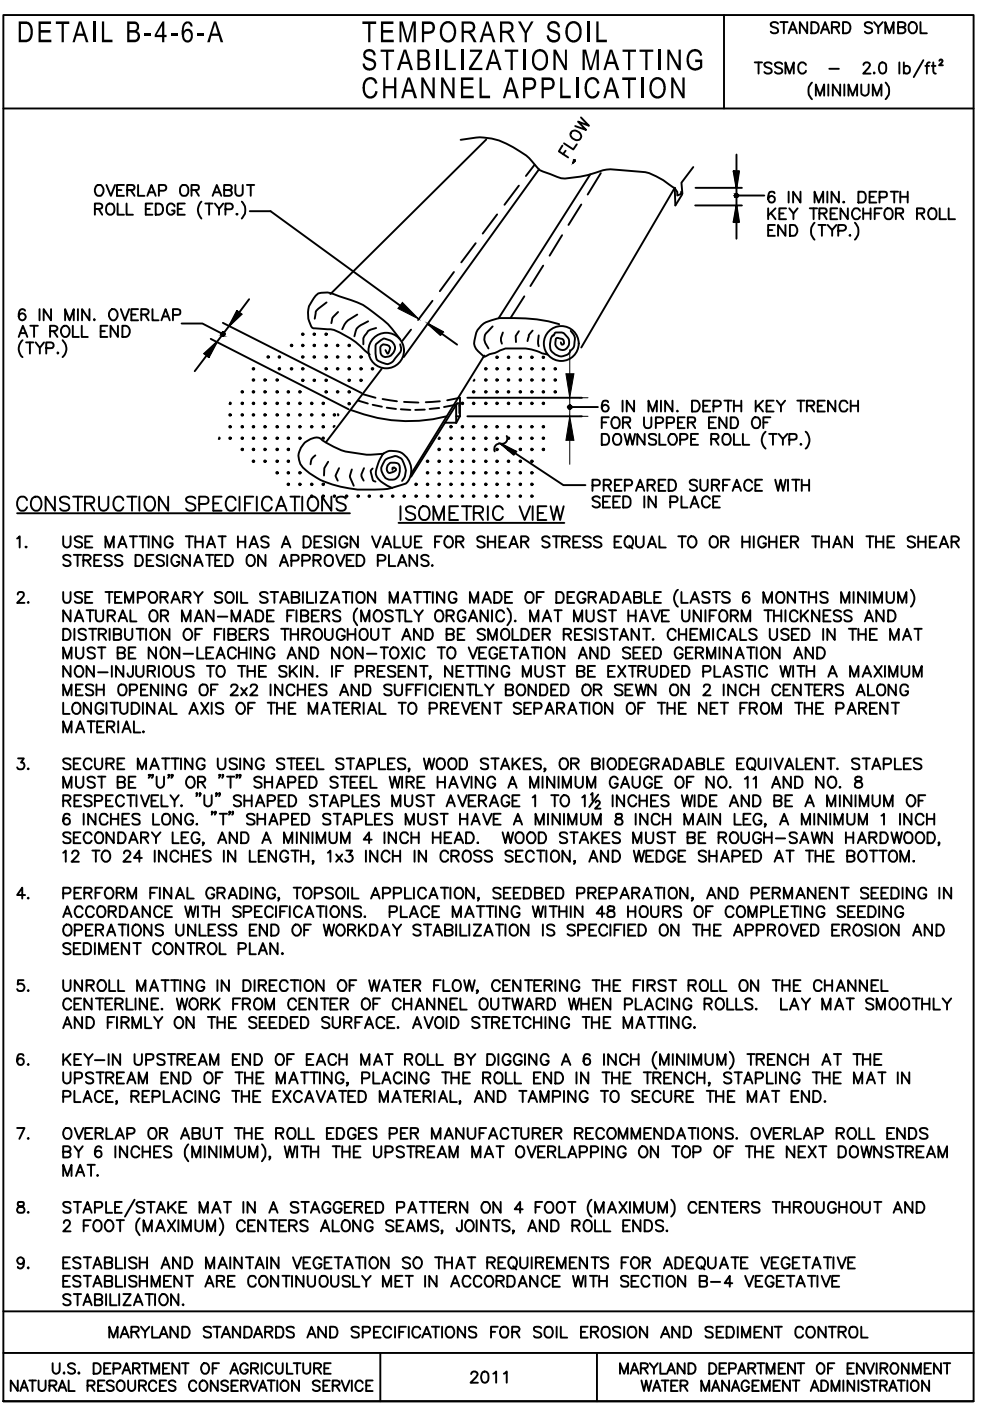 DETAIL B-4-6-A
TEMPORARY SOIL
STABILIZATION MATTING
CHANNEL APPLICATION
STANDARD SYMBOL
TSSMC – 2.0 lb/ft²
(MINIMUM)
FLOW
OVERLAP OR ABUT
ROLL EDGE (TYP.)
6 IN MIN. DEPTH
KEY TRENCHFOR ROLL
END (TYP.)
6 IN MIN. OVERLAP
AT ROLL END
(TYP.)
6 IN MIN. DEPTH KEY TRENCH
FOR UPPER END OF
DOWNSLOPE ROLL (TYP.)
PREPARED SURFACE WITH
SEED IN PLACE
CONSTRUCTION SPECIFICATIONS
ISOMETRIC VIEW
1. USE MATTING THAT HAS A DESIGN VALUE FOR SHEAR STRESS EQUAL TO OR HIGHER THAN THE SHEAR
STRESS DESIGNATED ON APPROVED PLANS.
2. USE TEMPORARY SOIL STABILIZATION MATTING MADE OF DEGRADABLE (LASTS 6 MONTHS MINIMUM)
NATURAL OR MAN–MADE FIBERS (MOSTLY ORGANIC). MAT MUST HAVE UNIFORM THICKNESS AND
DISTRIBUTION OF FIBERS THROUGHOUT AND BE SMOLDER RESISTANT. CHEMICALS USED IN THE MAT
MUST BE NON–LEACHING AND NON–TOXIC TO VEGETATION AND SEED GERMINATION AND
NON–INJURIOUS TO THE SKIN. IF PRESENT, NETTING MUST BE EXTRUDED PLASTIC WITH A MAXIMUM
MESH OPENING OF 2x2 INCHES AND SUFFICIENTLY BONDED OR SEWN ON 2 INCH CENTERS ALONG
LONGITUDINAL AXIS OF THE MATERIAL TO PREVENT SEPARATION OF THE NET FROM THE PARENT
MATERIAL.
3. SECURE MATTING USING STEEL STAPLES, WOOD STAKES, OR BIODEGRADABLE EQUIVALENT. STAPLES
MUST BE "U" OR "T" SHAPED STEEL WIRE HAVING A MINIMUM GAUGE OF NO. 11 AND NO. 8
RESPECTIVELY. "U" SHAPED STAPLES MUST AVERAGE 1 TO 1½ INCHES WIDE AND BE A MINIMUM OF
6 INCHES LONG. "T" SHAPED STAPLES MUST HAVE A MINIMUM 8 INCH MAIN LEG, A MINIMUM 1 INCH
SECONDARY LEG, AND A MINIMUM 4 INCH HEAD. WOOD STAKES MUST BE ROUGH–SAWN HARDWOOD,
12 TO 24 INCHES IN LENGTH, 1x3 INCH IN CROSS SECTION, AND WEDGE SHAPED AT THE BOTTOM.
4. PERFORM FINAL GRADING, TOPSOIL APPLICATION, SEEDBED PREPARATION, AND PERMANENT SEEDING IN
ACCORDANCE WITH SPECIFICATIONS. PLACE MATTING WITHIN 48 HOURS OF COMPLETING SEEDING
OPERATIONS UNLESS END OF WORKDAY STABILIZATION IS SPECIFIED ON THE APPROVED EROSION AND
SEDIMENT CONTROL PLAN.
5. UNROLL MATTING IN DIRECTION OF WATER FLOW, CENTERING THE FIRST ROLL ON THE CHANNEL
CENTERLINE. WORK FROM CENTER OF CHANNEL OUTWARD WHEN PLACING ROLLS. LAY MAT SMOOTHLY
AND FIRMLY ON THE SEEDED SURFACE. AVOID STRETCHING THE MATTING.
6. KEY–IN UPSTREAM END OF EACH MAT ROLL BY DIGGING A 6 INCH (MINIMUM) TRENCH AT THE
UPSTREAM END OF THE MATTING, PLACING THE ROLL END IN THE TRENCH, STAPLING THE MAT IN
PLACE, REPLACING THE EXCAVATED MATERIAL, AND TAMPING TO SECURE THE MAT END.
7. OVERLAP OR ABUT THE ROLL EDGES PER MANUFACTURER RECOMMENDATIONS. OVERLAP ROLL ENDS
BY 6 INCHES (MINIMUM), WITH THE UPSTREAM MAT OVERLAPPING ON TOP OF THE NEXT DOWNSTREAM
MAT.
8. STAPLE/STAKE MAT IN A STAGGERED PATTERN ON 4 FOOT (MAXIMUM) CENTERS THROUGHOUT AND
2 FOOT (MAXIMUM) CENTERS ALONG SEAMS, JOINTS, AND ROLL ENDS.
9. ESTABLISH AND MAINTAIN VEGETATION SO THAT REQUIREMENTS FOR ADEQUATE VEGETATIVE
ESTABLISHMENT ARE CONTINUOUSLY MET IN ACCORDANCE WITH SECTION B–4 VEGETATIVE
STABILIZATION.
MARYLAND STANDARDS AND SPECIFICATIONS FOR SOIL EROSION AND SEDIMENT CONTROL
U.S. DEPARTMENT OF AGRICULTURE
NATURAL RESOURCES CONSERVATION SERVICE
2011
MARYLAND DEPARTMENT OF ENVIRONMENT
WATER MANAGEMENT ADMINISTRATION